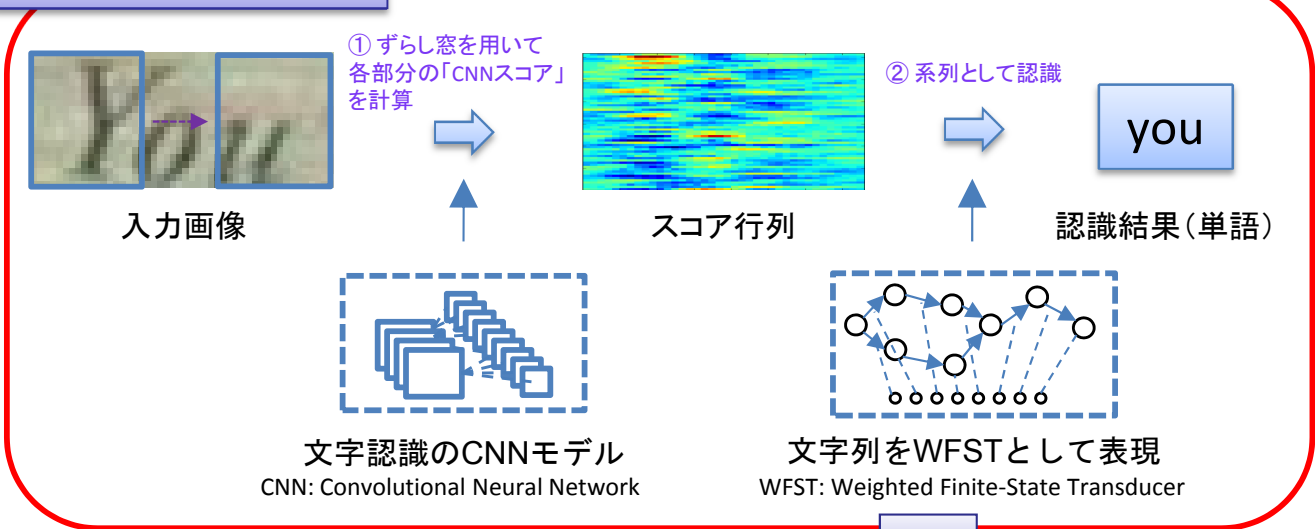 ① ずらし窓を用いて
各部分の「CNNスコア」
を計算
② 系列として認識
You
you
入力画像
スコア行列
認識結果（単語）
文字認識のCNNモデル
CNN: Convolutional Neural Network
文字列をWFSTとして表現
WFST: Weighted Finite-State Transducer